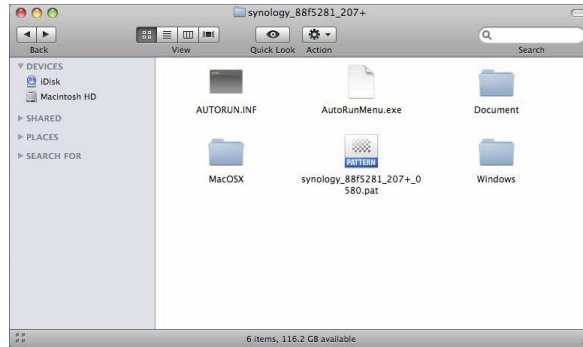 synology_88f5281_207+
Back
View
Quick Look
Action
Search
DEVICES
iDisk
Macintosh HD
SHARED
PLACES
SEARCH FOR
AUTORUN.INF
AutoRunMenu.exe
Document
MacOSX
PATTERN
synology_88f5281_207+_0
580.pat
Windows
6 items, 116.2 GB available